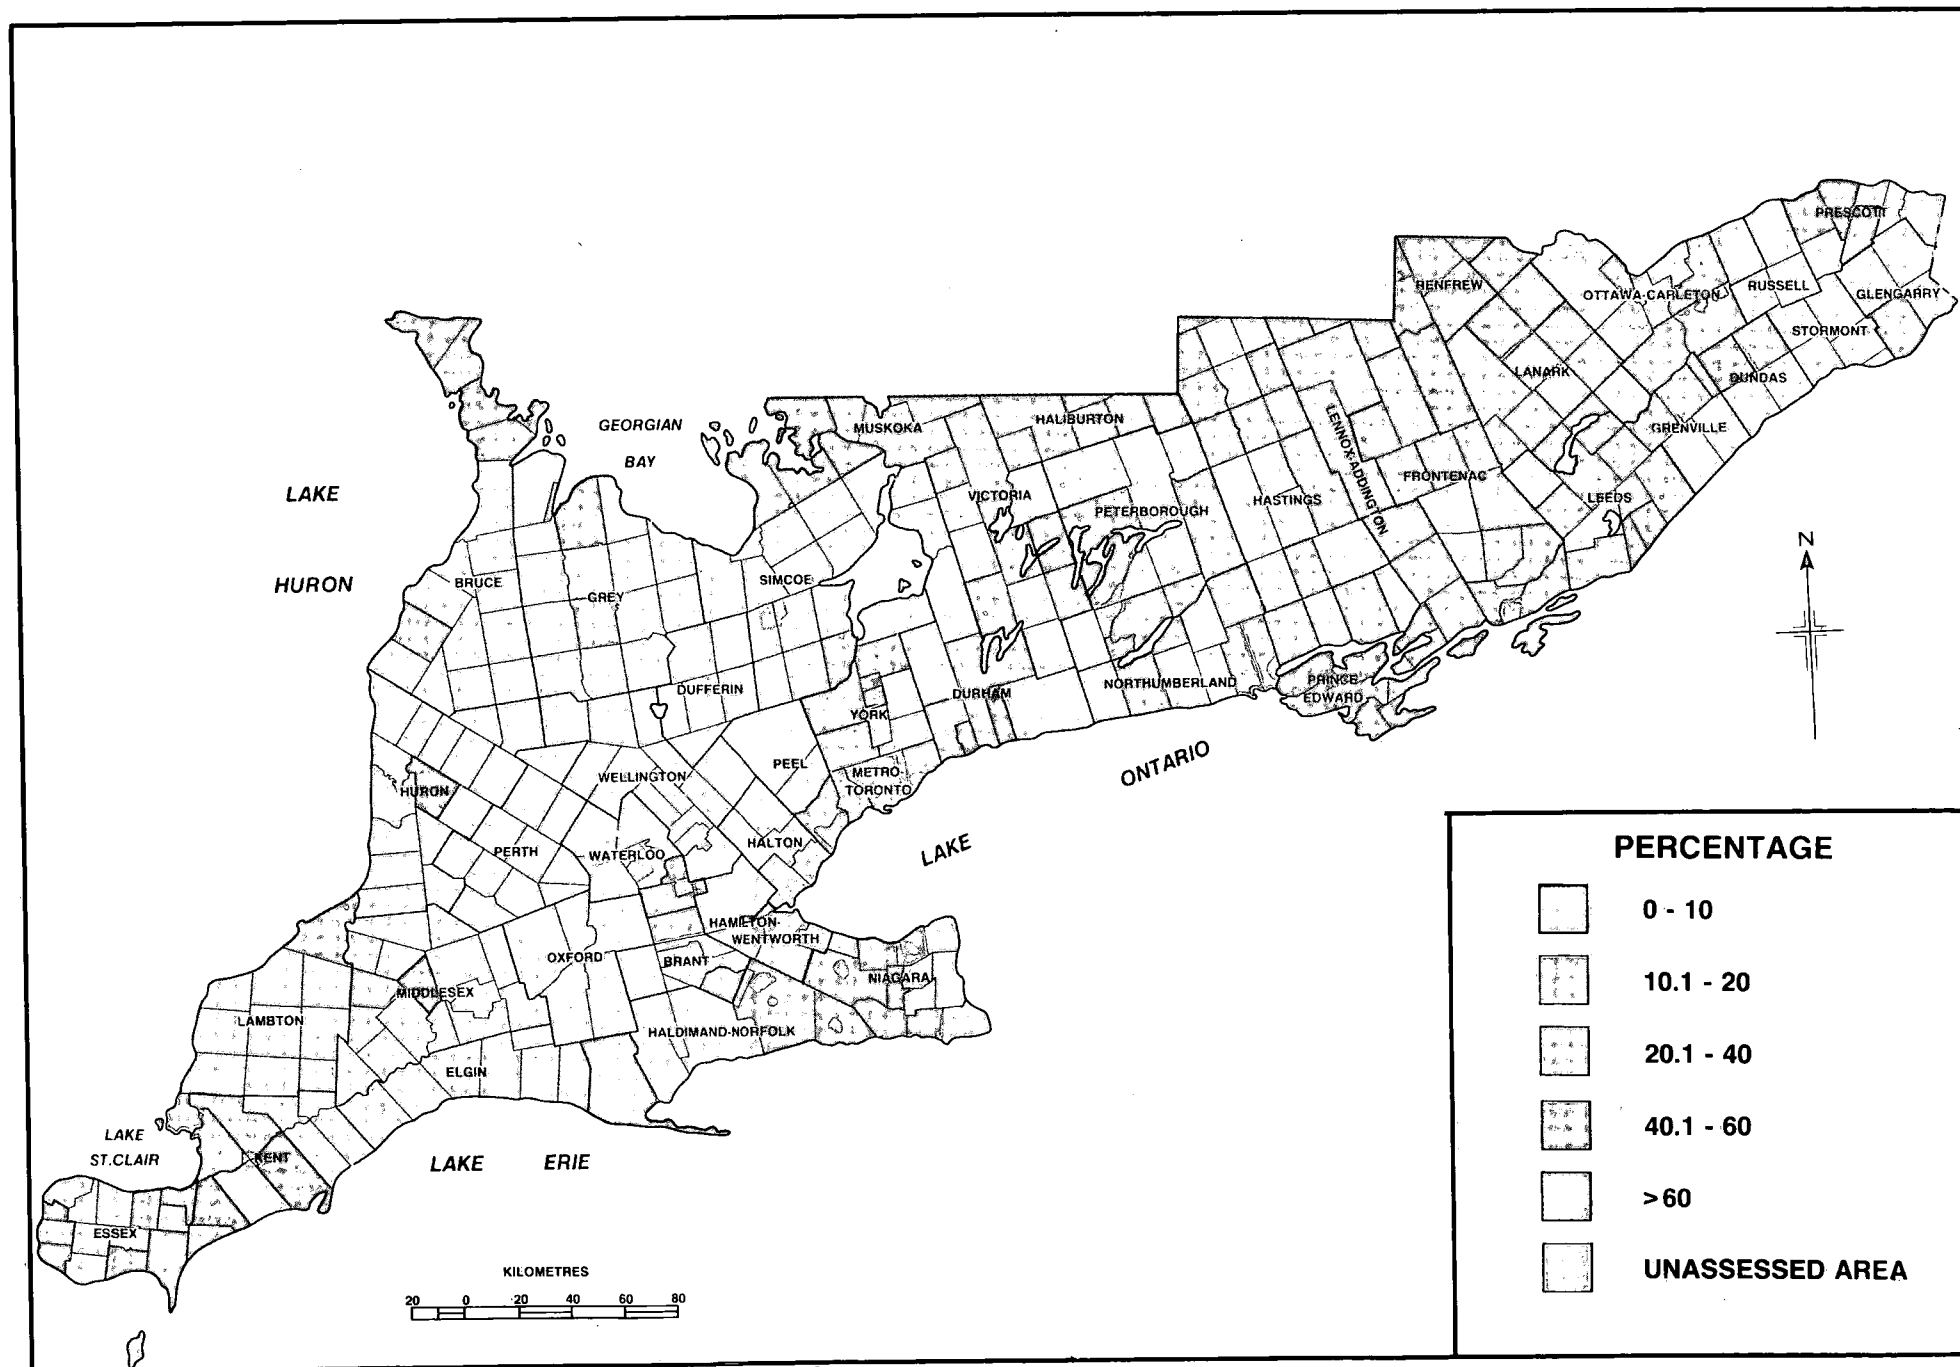 PRESCOTT
RENFREW
OTTAWA-CARLETON
RUSSELL
GLENGARRY
STORMONT
LANARK
DUNDAS
GEORGIAN
BAY
MUSKOKA
HALIBURTON
LENNOX-ADDINGTON
GRENVILLE
LAKE
HURON
VICTORIA
PETERBOROUGH
HASTINGS
FRONTENAC
LEEDS
N
BRUCE
GREY
SIMCOE
DUFFERIN
DURHAM
NORTHUMBERLAND
PRINCE
EDWARD
YORK
HURON
WELLINGTON
PEEL
METRO-
TORONTO
ONTARIO
LAKE
PERTH
WATERLOO
HALTON
HAMILTON-
WENTWORTH
OXFORD
BRANT
NIAGARA
MIDDLESEX
LAMBTON
HALDIMAND-NORFOLK
ELGIN
LAKE
ST.CLAIR
KENT
LAKE ERIE
ESSEX
KILOMETRES
20 0 20 40 60 80
PERCENTAGE
0 - 10
10.1 - 20
20.1 - 40
40.1 - 60
>60
UNASSESSED AREA